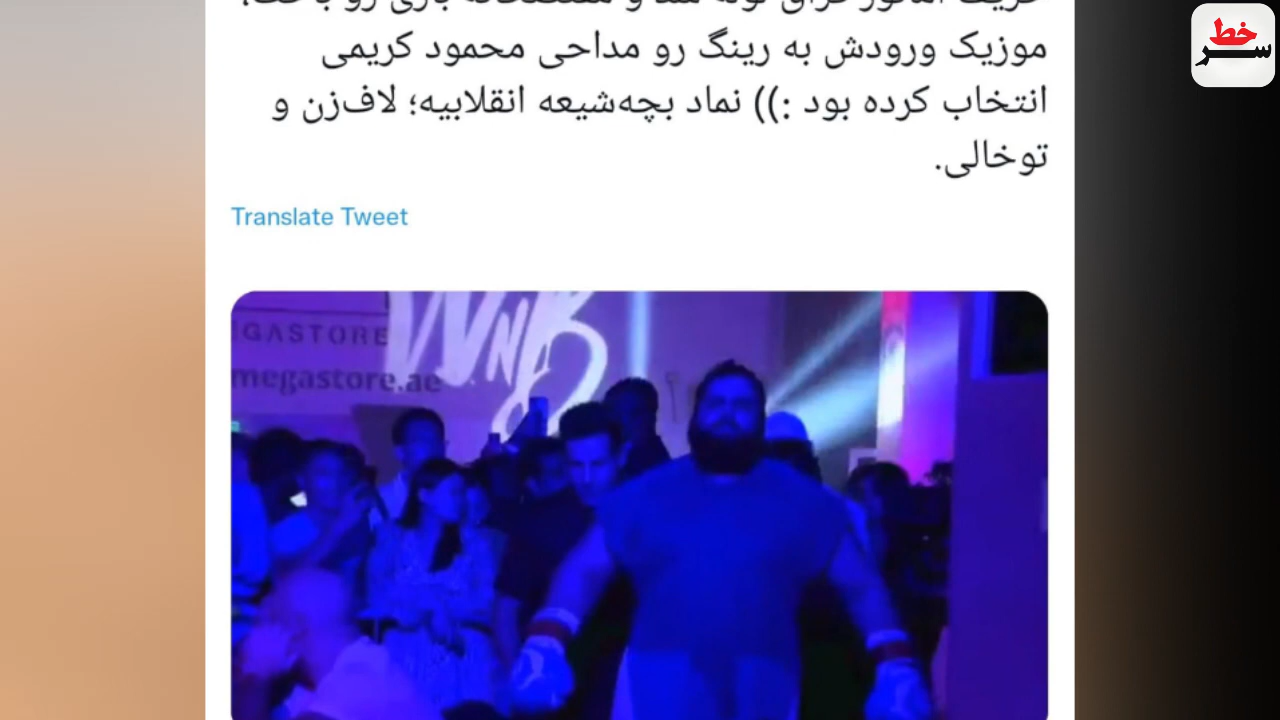 خط
سر
موزیک ورودش به رینگ رو مداحی محمود کریمی
انتخاب کرده بود :)) نماد بچه‌شیعه انقلابیه؛ لاف‌زن و
توخالی.
Translate Tweet
GASTORE
megastore.ae